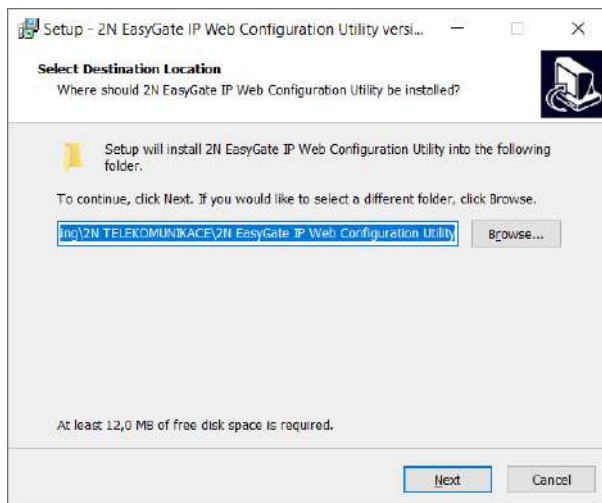 Setup - 2N EasyGate IP Web Configuration Utility versi...
Select Destination Location
Where should 2N EasyGate IP Web Configuration Utility be installed?
Setup will install 2N EasyGate IP Web Configuration Utility into the following
folder.
To continue, click Next. If you would like to select a different folder, click Browse.
ing\2N TELEKOMUNIKACE\2N EasyGate IP Web Configuration Utility
Browse...
At least 12,0 MB of free disk space is required.
Next
Cancel